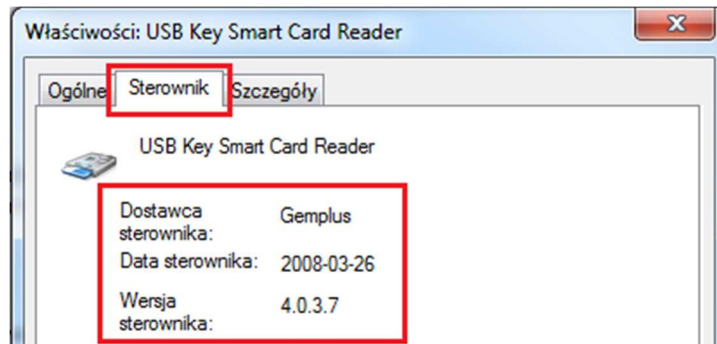 Właściwości: USB Key Smart Card Reader
Ogólne Sterownik Szczegóły
USB Key Smart Card Reader
Dostawca sterownika: Gemplus
Data sterownika: 2008-03-26
Wersja sterownika: 4.0.3.7